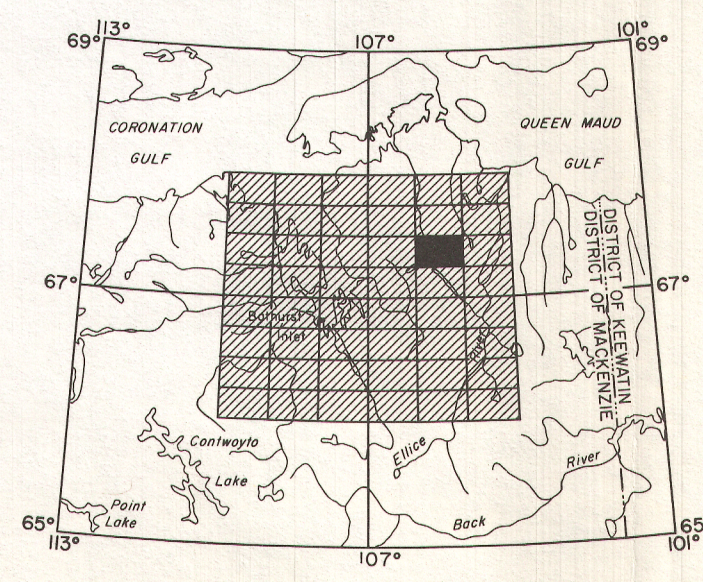 113°
107°
101°
69°
69°
CORONATION
GULF
QUEEN MAUD
GULF
DISTRICT OF KEEWATIN
DISTRICT OF MACKENZIE
67°
67°
Bathurst
Inlet
River
Contwoyto
Lake
Ellice
River
Back
Point
Lake
65°
65
113°
107°
101°